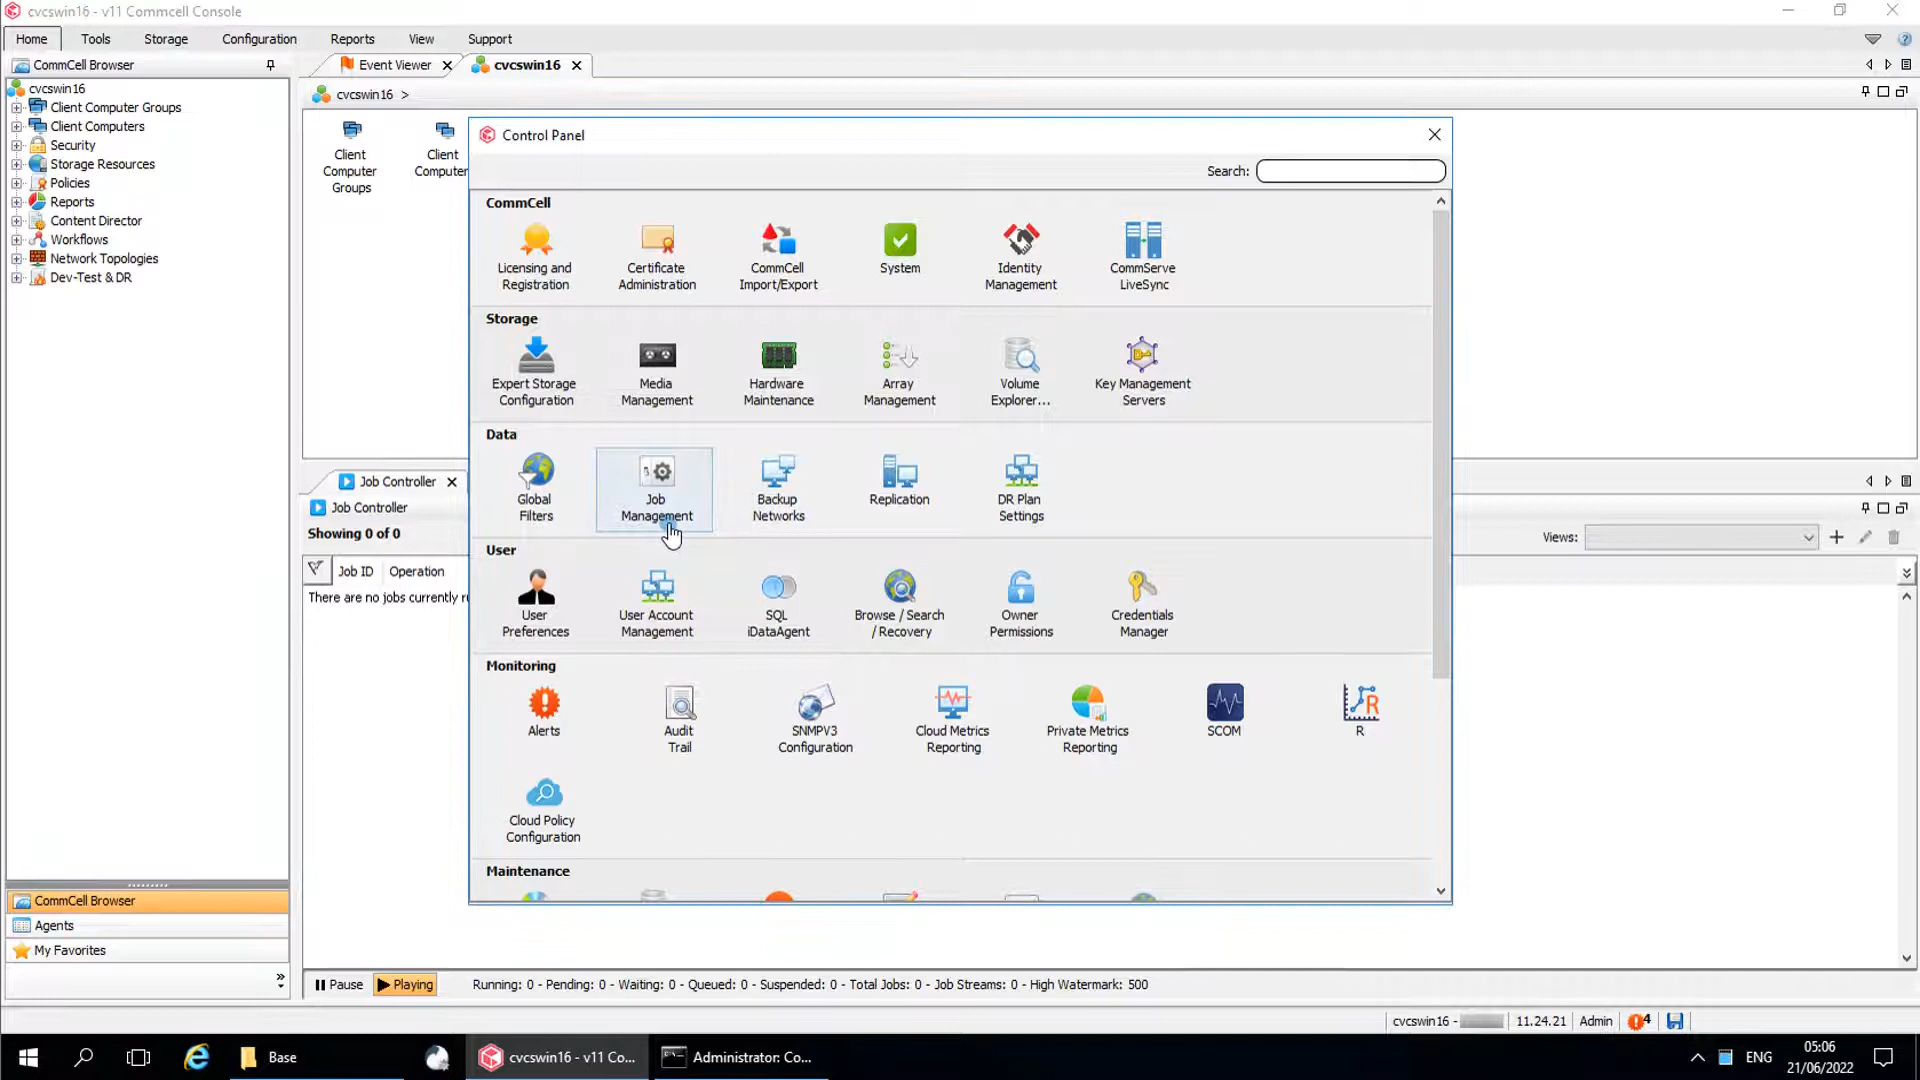 cvcswin16 - v11 Commcell Console
Home Tools Storage Configuration Reports View Support
CommCell Browser
Event Viewer cvcswin16
cvcswin16
cvcswin16 >
Client Computer Groups
Client Computers
Security
Storage Resources
Policies
Reports
Content Director
Workflows
Network Topologies
Dev-Test & DR
Client
Computer
Groups
Client
Computer
Control Panel
Search:
CommCell
Licensing and
Registration
Certificate
Administration
CommCell
Import/Export
System
Identity
Management
CommServe
LiveSync
Storage
Expert Storage
Configuration
Media
Management
Hardware
Maintenance
Array
Management
Volume
Explorer...
Key Management
Servers
Data
Global
Filters
Job
Management
Backup
Networks
Replication
DR Plan
Settings
User
User
Preferences
User Account
Management
SQL
iDataAgent
Browse / Search
/ Recovery
Owner
Permissions
Credentials
Manager
Monitoring
Alerts
Audit
Trail
SNMPV3
Configuration
Cloud Metrics
Reporting
Private Metrics
Reporting
SCOM
R
Cloud Policy
Configuration
Maintenance
Job Controller
Job Controller
Showing 0 of 0
Views:
Job ID Operation
There are no jobs currently
CommCell Browser
Agents
My Favorites
Pause Playing Running: 0 - Pending: 0 - Waiting: 0 - Queued: 0 - Suspended: 0 - Total Jobs: 0 - Job Streams: 0 - High Watermark: 500
cvcswin16 - 11.24.21 Admin 4
Base cvcswin16 - v11 Co... Administrator: Co... ENG
05:06
21/06/2022